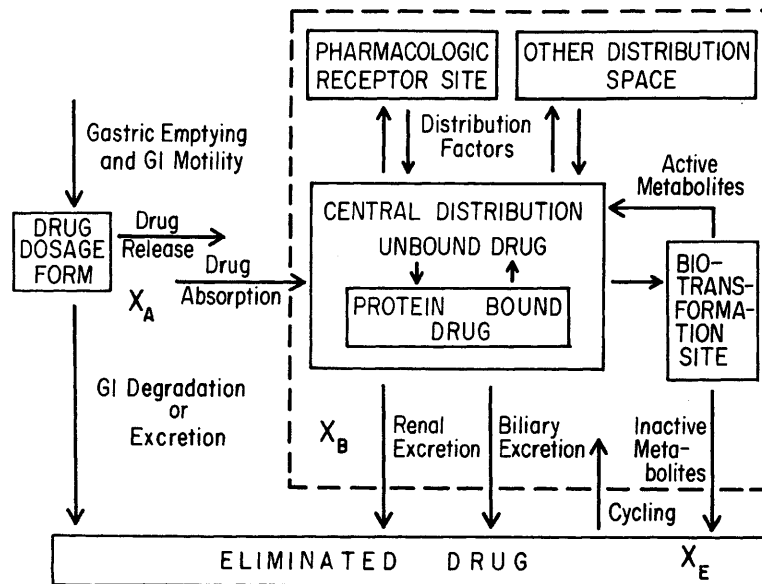 PHARMACOLOGIC
RECEPTOR SITE
OTHER DISTRIBUTION
SPACE
Gastric Emptying
and GI Motility
Distribution
Factors
Active
Metabolites
DRUG
DOSAGE
FORM
Drug
Release
Drug
Absorption
X_A
CENTRAL DISTRIBUTION
UNBOUND DRUG
PROTEIN BOUND
DRUG
BIO-
TRANS-
FORMA-
TION
SITE
GI Degradation
or
Excretion
X_B
Renal
Excretion
Biliary
Excretion
Inactive
Meta-
bolites
Cycling
ELIMINATED DRUG
X_E